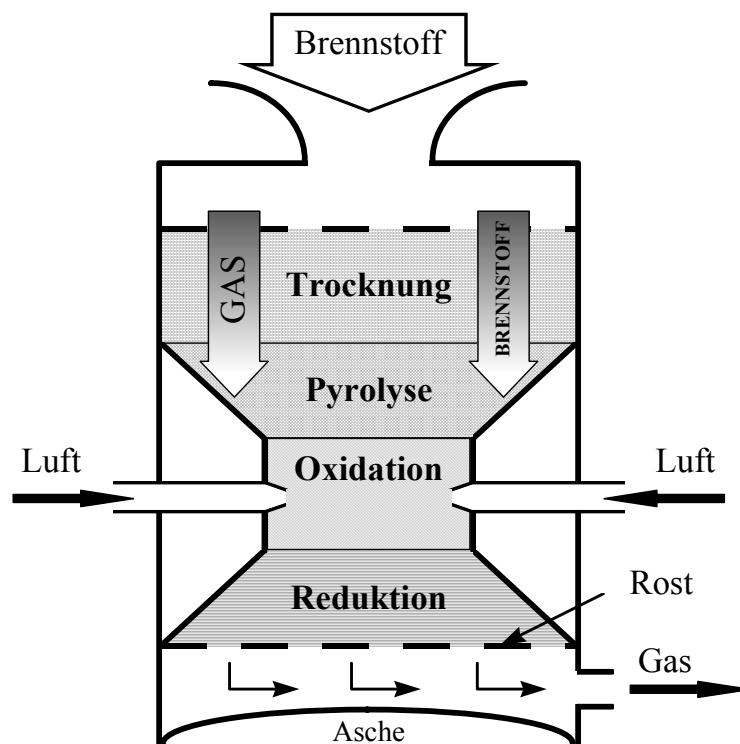 Brennstoff
GAS
BRENNSTOFF
Trocknung
Pyrolyse
Luft
Oxidation
Luft
Reduktion
Rost
Gas
Asche